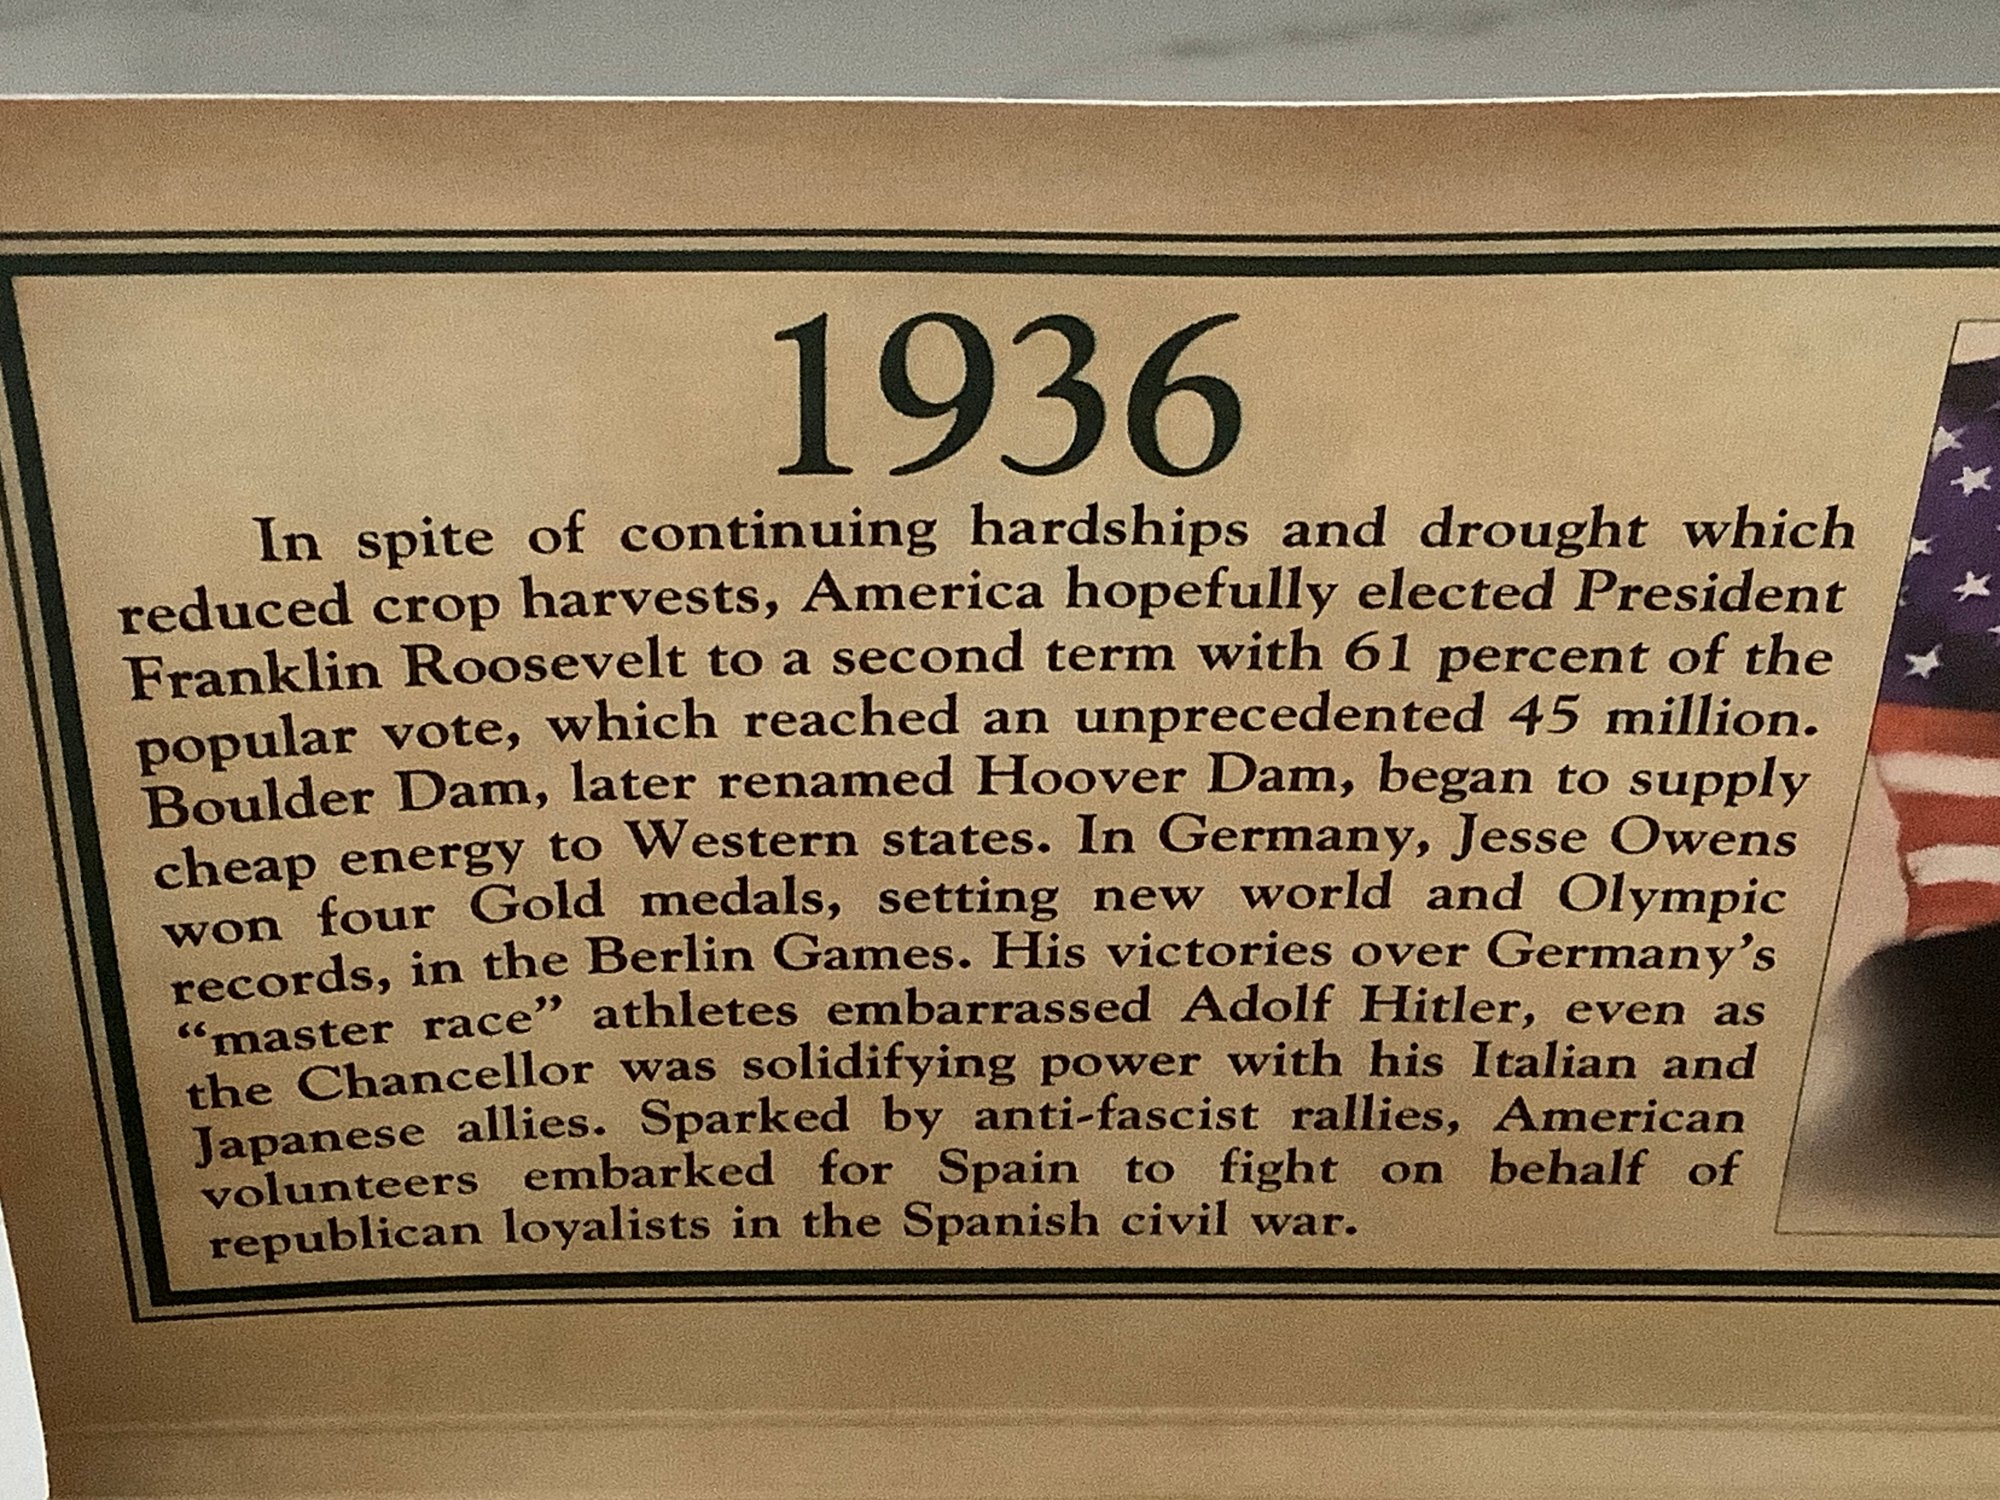 1936
In spite of continuing hardships and drought which
reduced crop harvests, America hopefully elected President
Franklin Roosevelt to a second term with 61 percent of the
popular vote, which reached an unprecedented 45 million.
Boulder Dam, later renamed Hoover Dam, began to supply
cheap energy to Western states. In Germany, Jesse Owens
won four Gold medals, setting new world and Olympic
records, in the Berlin Games. His victories over Germany’s
“master race” athletes embarrassed Adolf Hitler, even as
the Chancellor was solidifying power with his Italian and
Japanese allies. Sparked by anti-fascist rallies, American
volunteers embarked for Spain to fight on behalf of
republican loyalists in the Spanish civil war.